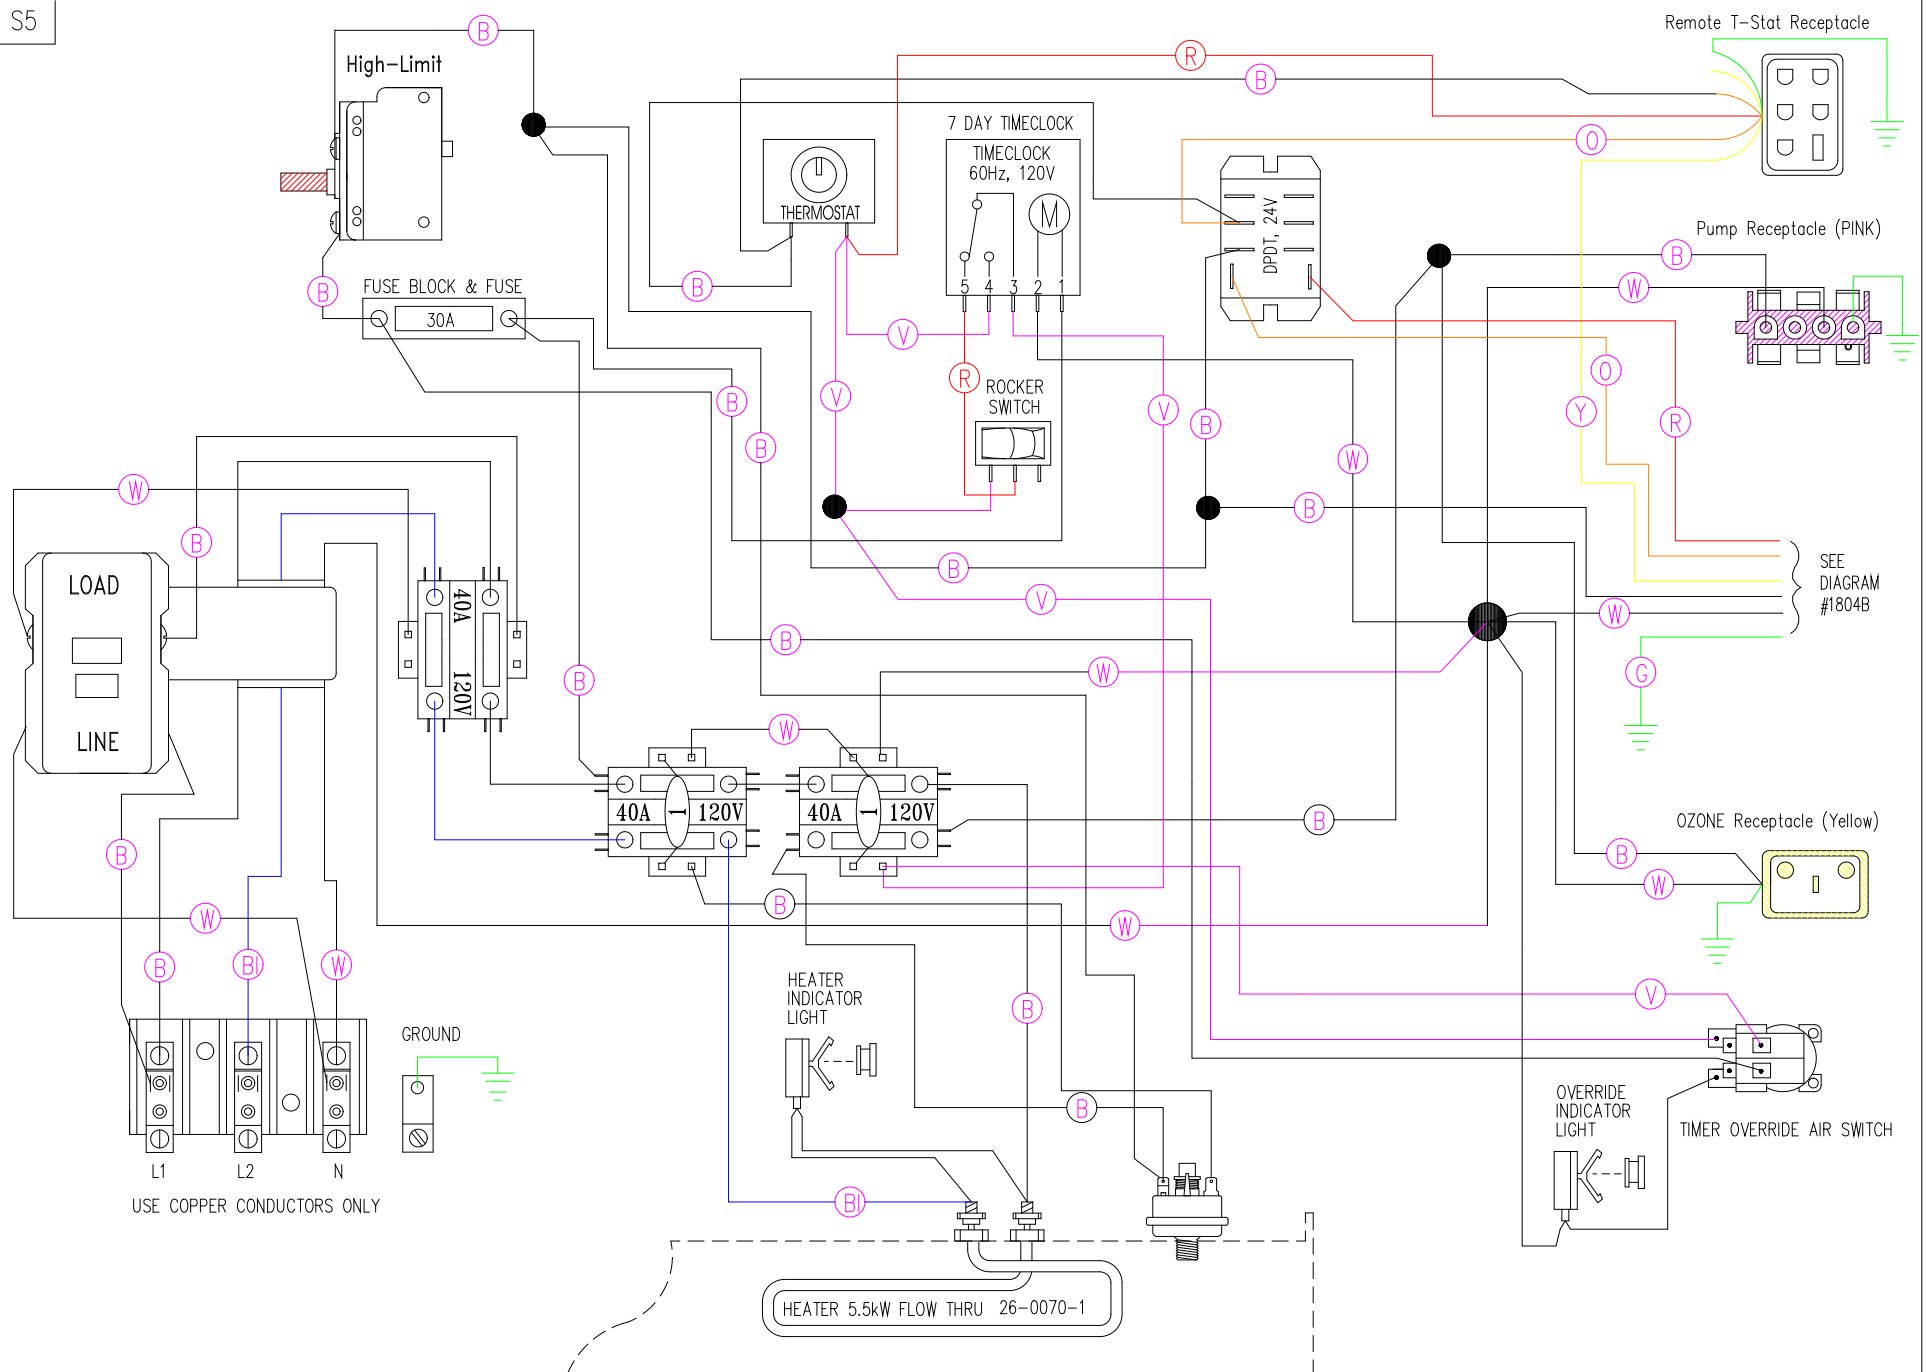 S5
Remote T-Stat Receptacle
B
High-Limit
R
B
7 DAY TIMECLOCK
TIMECLOCK
60Hz, 120V
O
M
THERMOSTAT
DPDT, 24V
Pump Receptacle (PINK)
B
B
FUSE BLOCK & FUSE
30A
B
5 4 3 2 1
W
V
R
ROCKER
SWITCH
O
B
V
V
B
Y
R
B
W
W
B
B
B
B
V
SEE
DIAGRAM
#1804B
LOAD
40A
120V
W
B
B
W
G
LINE
W
40A
1
120V
40A
1
120V
B
OZONE Receptacle (Yellow)
B
B
W
B
W
W
B
Bl
W
HEATER
INDICATOR
LIGHT
B
V
GROUND
B
OVERRIDE
INDICATOR
LIGHT
TIMER OVERRIDE AIR SWITCH
L1
L2
N
USE COPPER CONDUCTORS ONLY
Bl
HEATER 5.5kW FLOW THRU 26-0070-1